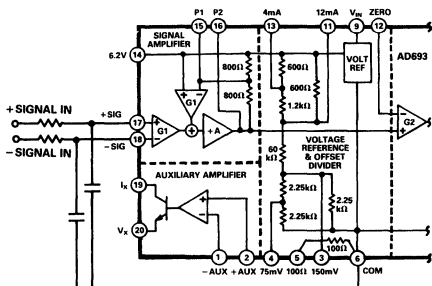 P1 P2 4mA 12mA VIN ZERO
15 16 13 11 9 12
SIGNAL
AMPLIFIER
6.2V 14
800Ω
800Ω
600Ω
600Ω
1.2kΩ
VOLT
REF
AD693
+SIGNAL IN
+SIG 17
G1
G1
+A
G2
-SIGNAL IN
-SIG 18
VOLTAGE
REFERENCE
& OFFSET
DIVIDER
60
kΩ
AUXILIARY AMPLIFIER
IX 19
VX 20
2.25kΩ
2.25kΩ
2.25
kΩ
100Ω
1 2 4 5 3 6
-AUX +AUX 75mV 100Ω 150mV COM